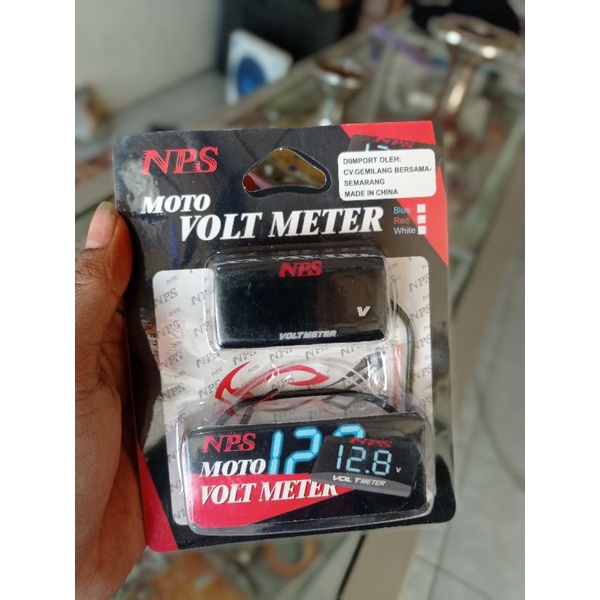 NPS
DIIMPORT OLEH:
CV.GEMILANG BERSAMA-
SEMARANG
MADE IN CHINA
MOTO
VOLT METER
Blue
Red
White
NPS
V
VOLTMETER
NPS
NPS
MOTO
VOLT METER
NPS
12.8 V
VOLT METER